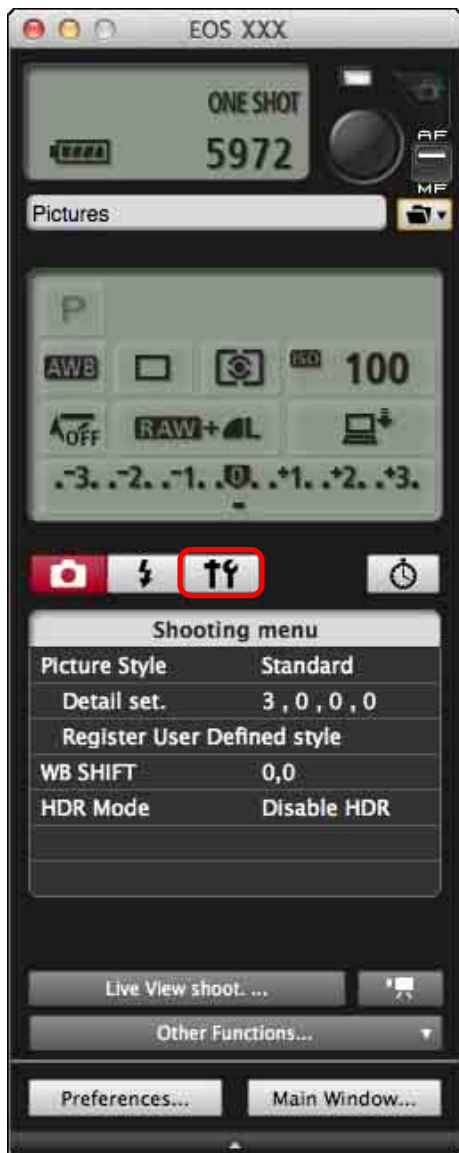 EOS XXX
ONE SHOT
5972
AF
MF
Pictures
P
AWB ISO 100
OFF RAW+L
.-3. .-2. .-1. .0. .+1. .+2. .+3.
Shooting menu
Picture Style Standard
Detail set. 3 , 0 , 0 , 0
Register User Defined style
WB SHIFT 0,0
HDR Mode Disable HDR
Live View shoot. ...
Other Functions...
Preferences... Main Window...